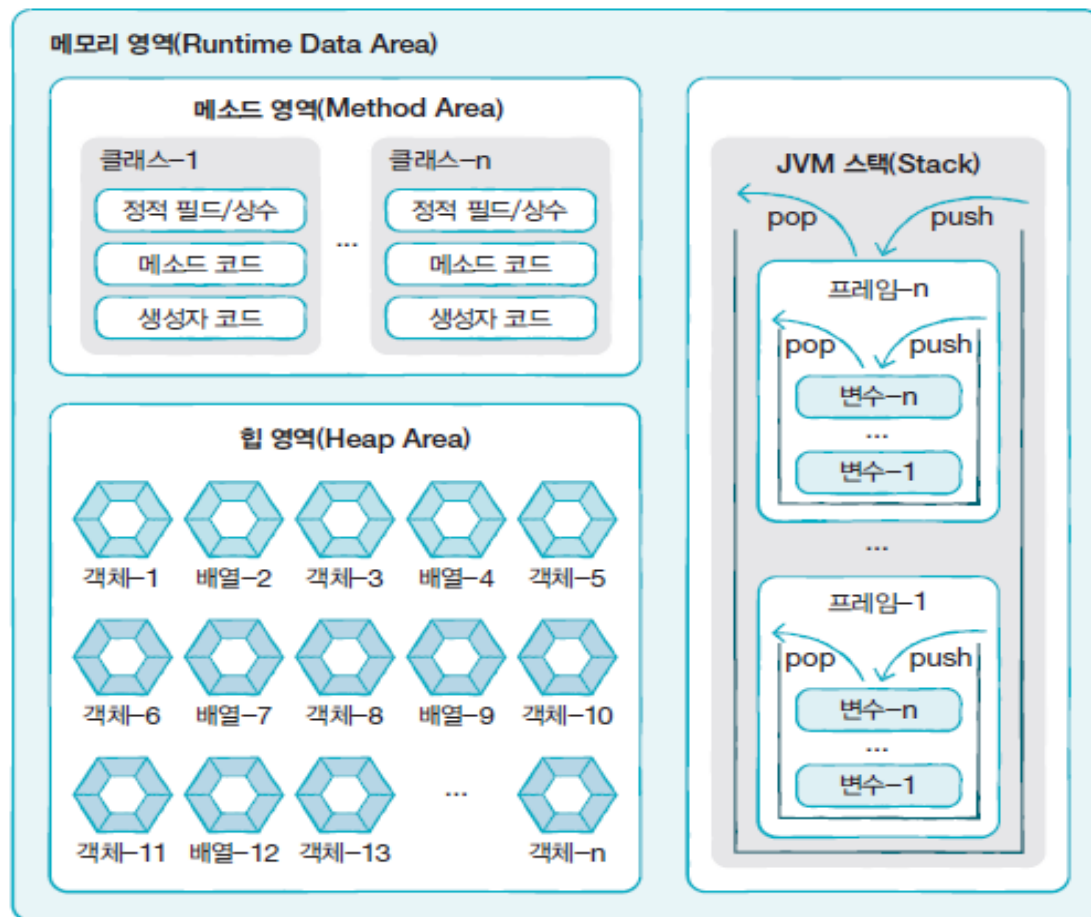 메모리 영역(Runtime Data Area)
메소드 영역(Method Area)
클래스-1
정적 필드/상수
메소드 코드
생성자 코드
...
클래스-n
정적 필드/상수
메소드 코드
생성자 코드
힙 영역(Heap Area)
객체-1 배열-2 객체-3 배열-4 객체-5
객체-6 배열-7 객체-8 배열-9 객체-10
...
객체-11 배열-12 객체-13 객체-n
JVM 스택(Stack)
pop push
프레임-n
pop push
변수-n
...
변수-1
...
프레임-1
pop push
변수-n
...
변수-1